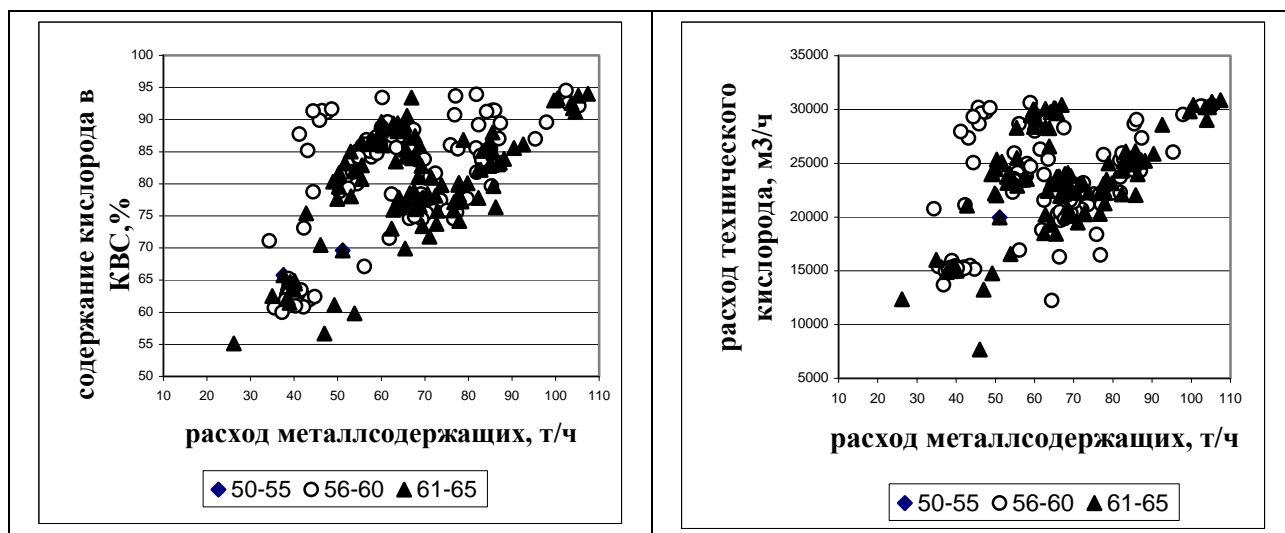 содержание кислорода в
КВС,%
100
95
90
85
80
75
70
65
60
55
50
10 20 30 40 50 60 70 80 90 100 110
расход металлсодержащих, т/ч
50-55 56-60 61-65
расход технического
кислорода, м3/ч
35000
30000
25000
20000
15000
10000
5000
10 20 30 40 50 60 70 80 90 100 110
расход металлсодержащих, т/ч
50-55 56-60 61-65